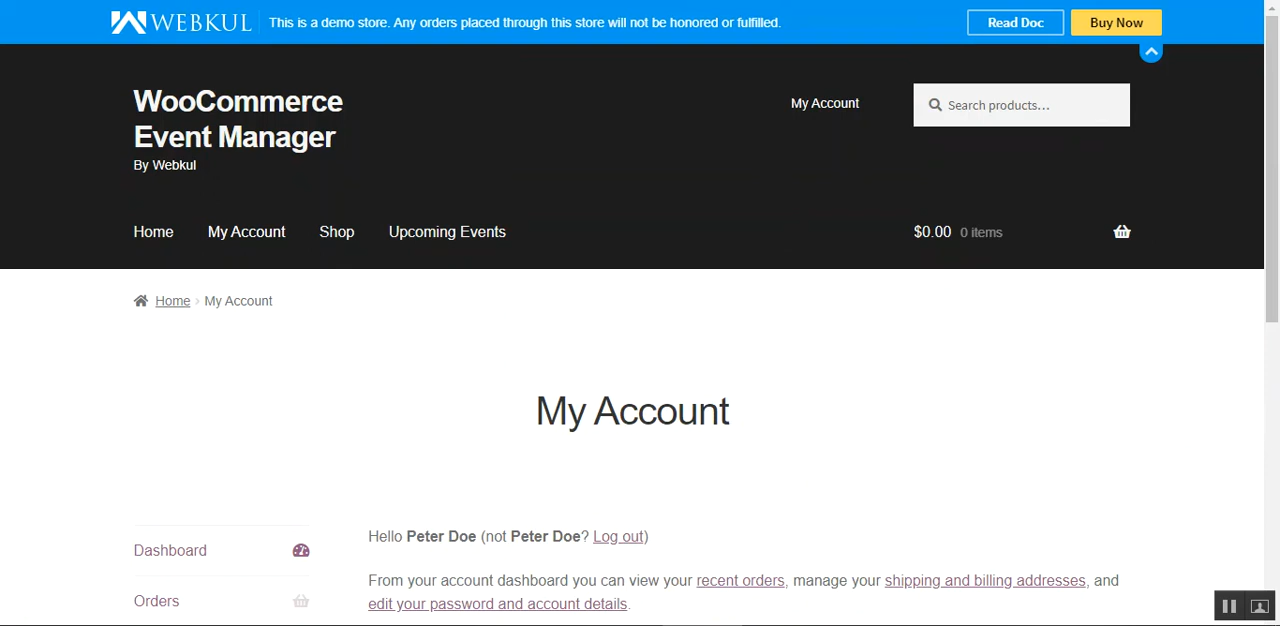 WEBKUL This is a demo store. Any orders placed through this store will not be honored or fulfilled. Read Doc Buy Now
WooCommerce
Event Manager
By Webkul
My Account Search products...
Home My Account Shop Upcoming Events $0.00 0 items
Home › My Account
My Account
Dashboard
Orders
Hello Peter Doe (not Peter Doe? Log out)
From your account dashboard you can view your recent orders, manage your shipping and billing addresses, and
edit your password and account details.